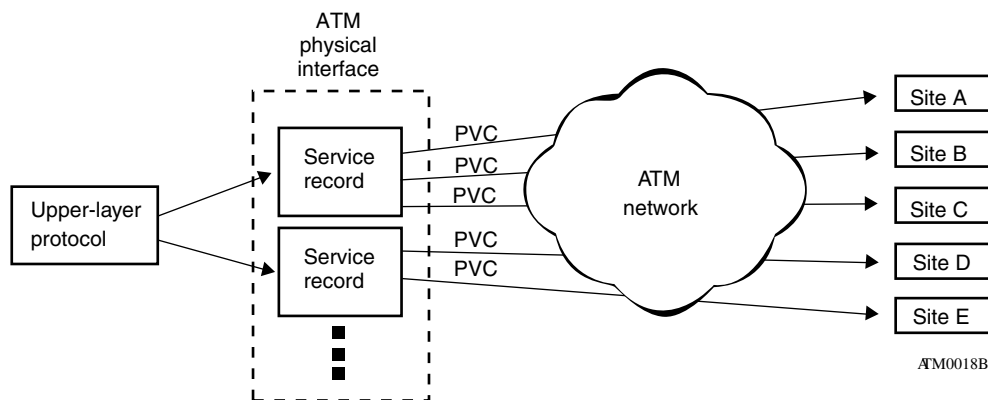 ATM
physical
interface
Upper-layer
protocol
Service
record
Service
record
PVC
PVC
PVC
PVC
PVC
ATM
network
Site A
Site B
Site C
Site D
Site E
ATM0018B